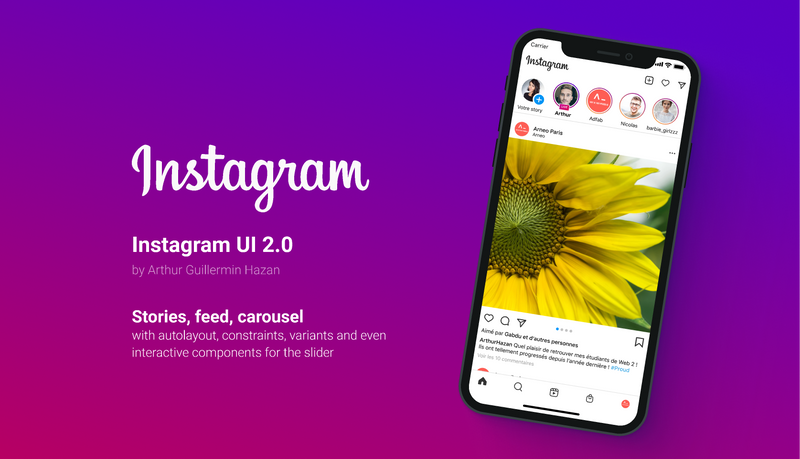 Instagram
Instagram UI 2.0
by Arthur Guillermin Hazan
Stories, feed, carousel
with autolayout, constraints, variants and even
interactive components for the slider
Carrier
Instagram
Votre story
Arthur
Adfab
Nicolas
barbie_girlzzz
Arneo Paris
Arneo
Aimé par Gabdu et d'autres personnes
ArthurHazan Quel plaisir de retrouver mes étudiants de Web 2 !
Ils ont tellement progressés depuis l'année dernière ! #Proud
Voir les 10 commentaires